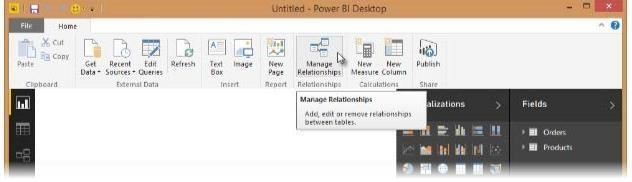 Untitled - Power BI Desktop
File Home
Paste
Cut
Copy
Clipboard
Get Data
Recent Sources
Edit Queries
External Data
Refresh
Text Box
Image
Insert
New Page
Report
Manage Relationships
Relationships
New Measure
New Column
Calculations
Publish
Share
Manage Relationships
Add, edit or remove relationships
between tables.
alizations
Fields
Orders
Products